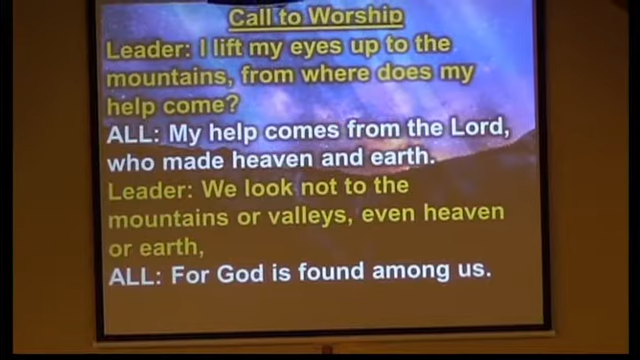 Call to Worship
Leader: I lift my eyes up to the
mountains, from where does my
help come?
ALL: My help comes from the Lord,
who made heaven and earth.
Leader: We look not to the
mountains or valleys, even heaven
or earth,
ALL: For God is found among us.